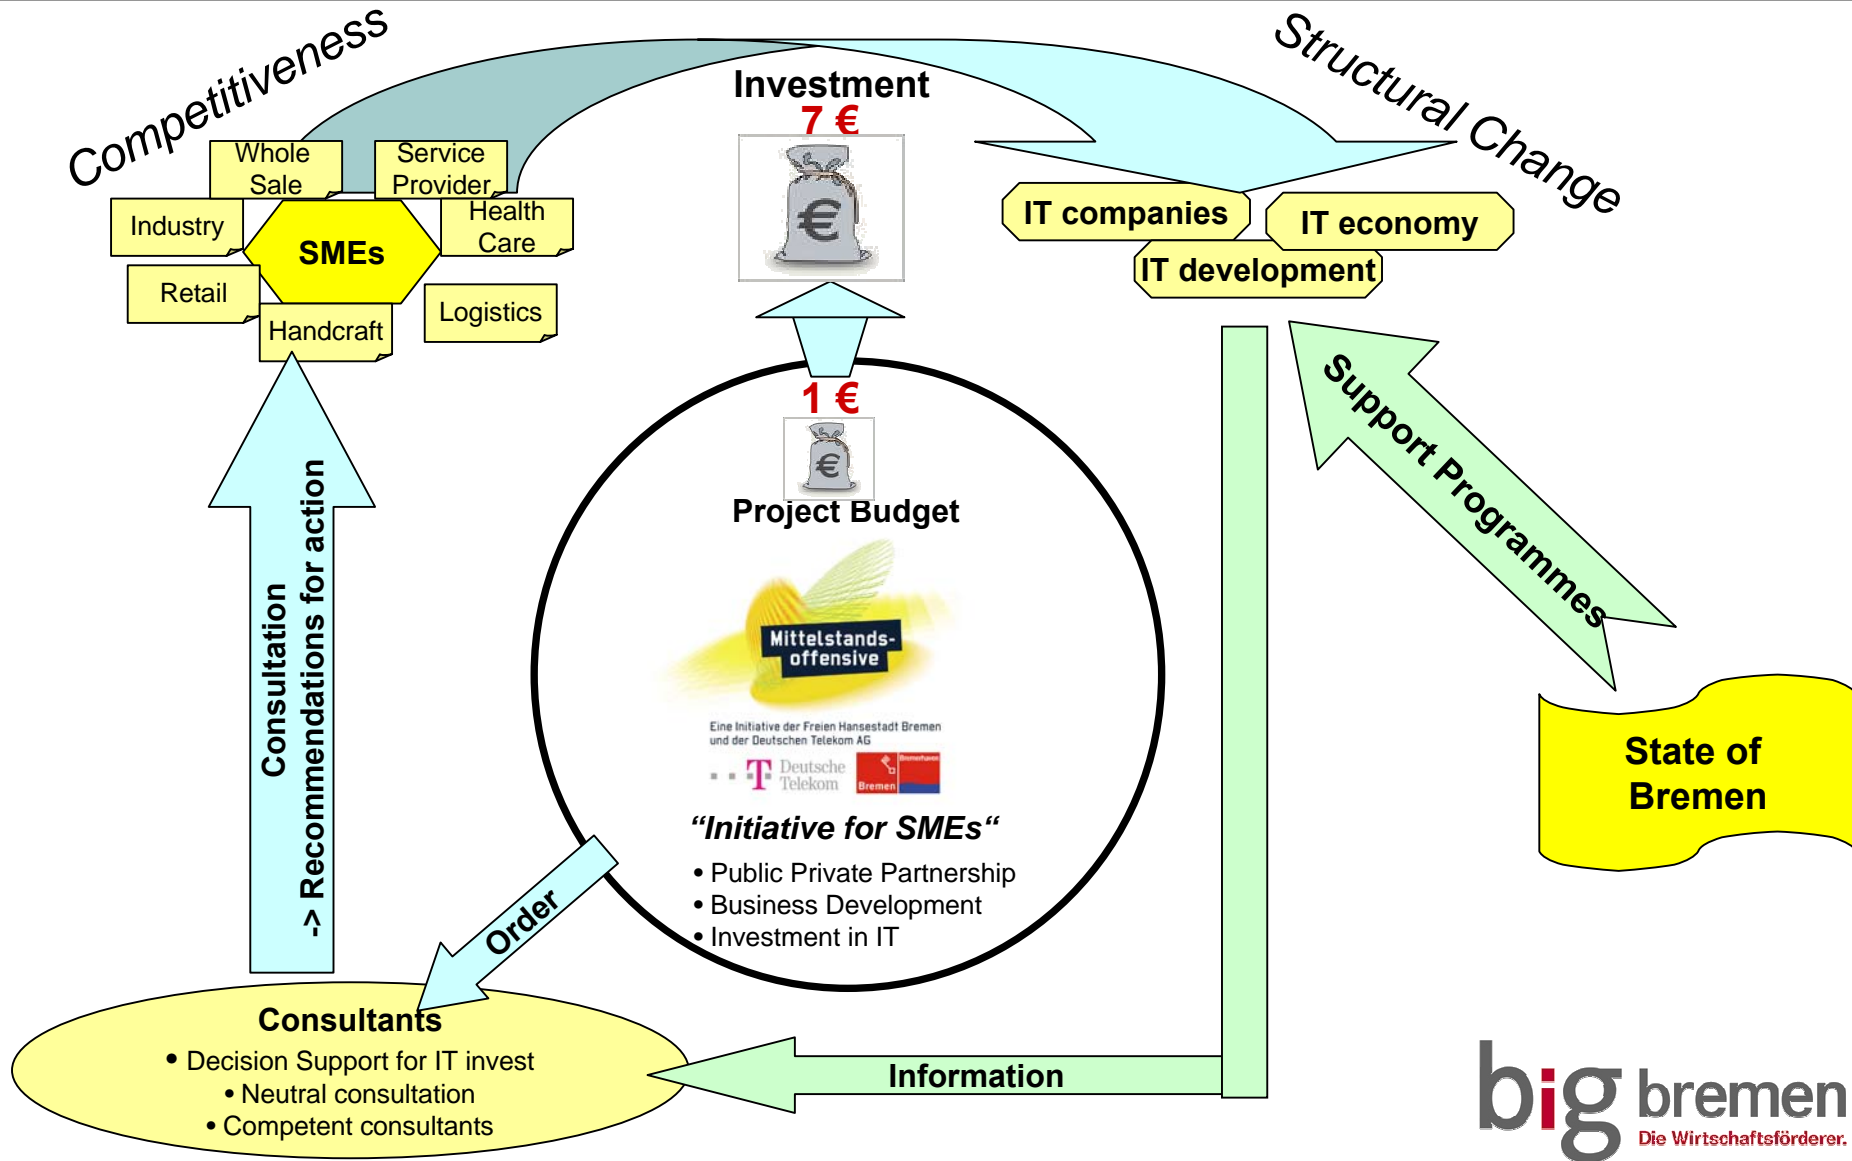 Competitiveness
Structural Change
Investment
7 €
€
Whole
Sale
Service
Provider
Industry
SMEs
Health
Care
Retail
Handcraft
Logistics
IT companies
IT economy
IT development
Support Programmes
State of
Bremen
1 €
€
Project Budget
Mittelstands-
offensive
Eine Initiative der Freien Hansestadt Bremen
und der Deutschen Telekom AG
T Deutsche
Telekom
Bremen
Bremerhaven
“Initiative for SMEs“
• Public Private Partnership
• Business Development
• Investment in IT
Order
Consultation
-> Recommendations for action
Consultants
• Decision Support for IT invest
• Neutral consultation
• Competent consultants
Information
big bremen
Die Wirtschaftsförderer.